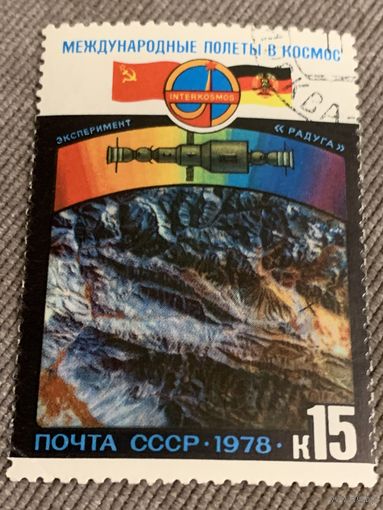 МЕЖДУНАРОДНЫЕ ПОЛЕТЫ В КОСМОС
INTERKOSMOS
ЭКСПЕРИМЕНТ «РАДУГА»
ПОЧТА СССР · 1978 · К15